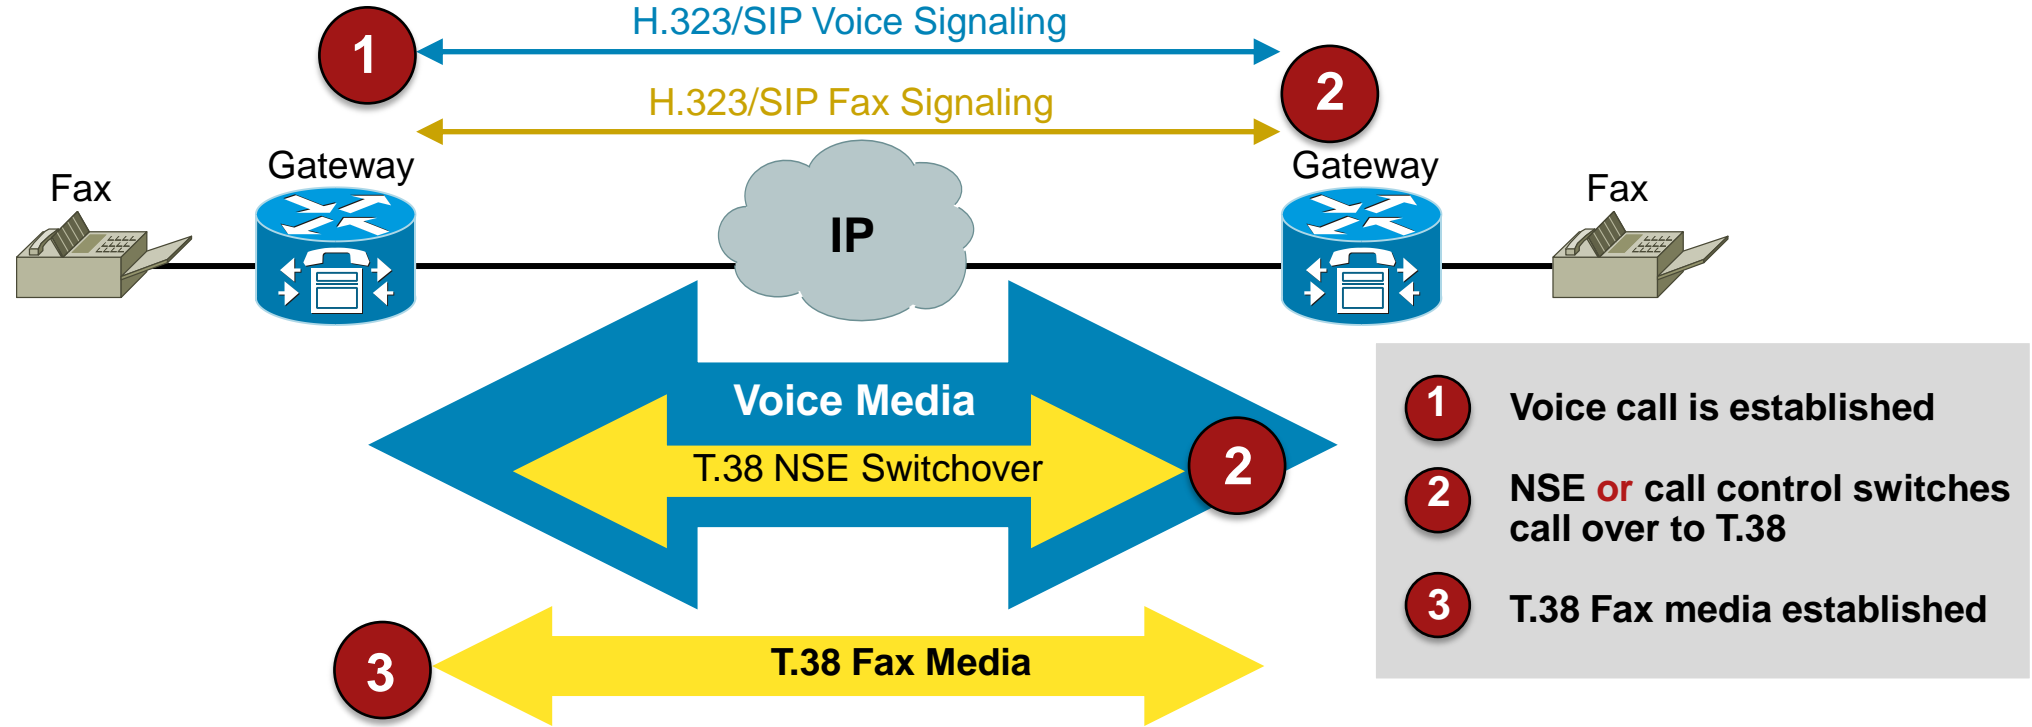 H.323/SIP Voice Signaling
1
2
H.323/SIP Fax Signaling
Gateway
Gateway
Fax
Fax
IP
Voice Media
T.38 NSE Switchover
2
T.38 Fax Media
3
1 Voice call is established
2 NSE or call control switches
call over to T.38
3 T.38 Fax media established